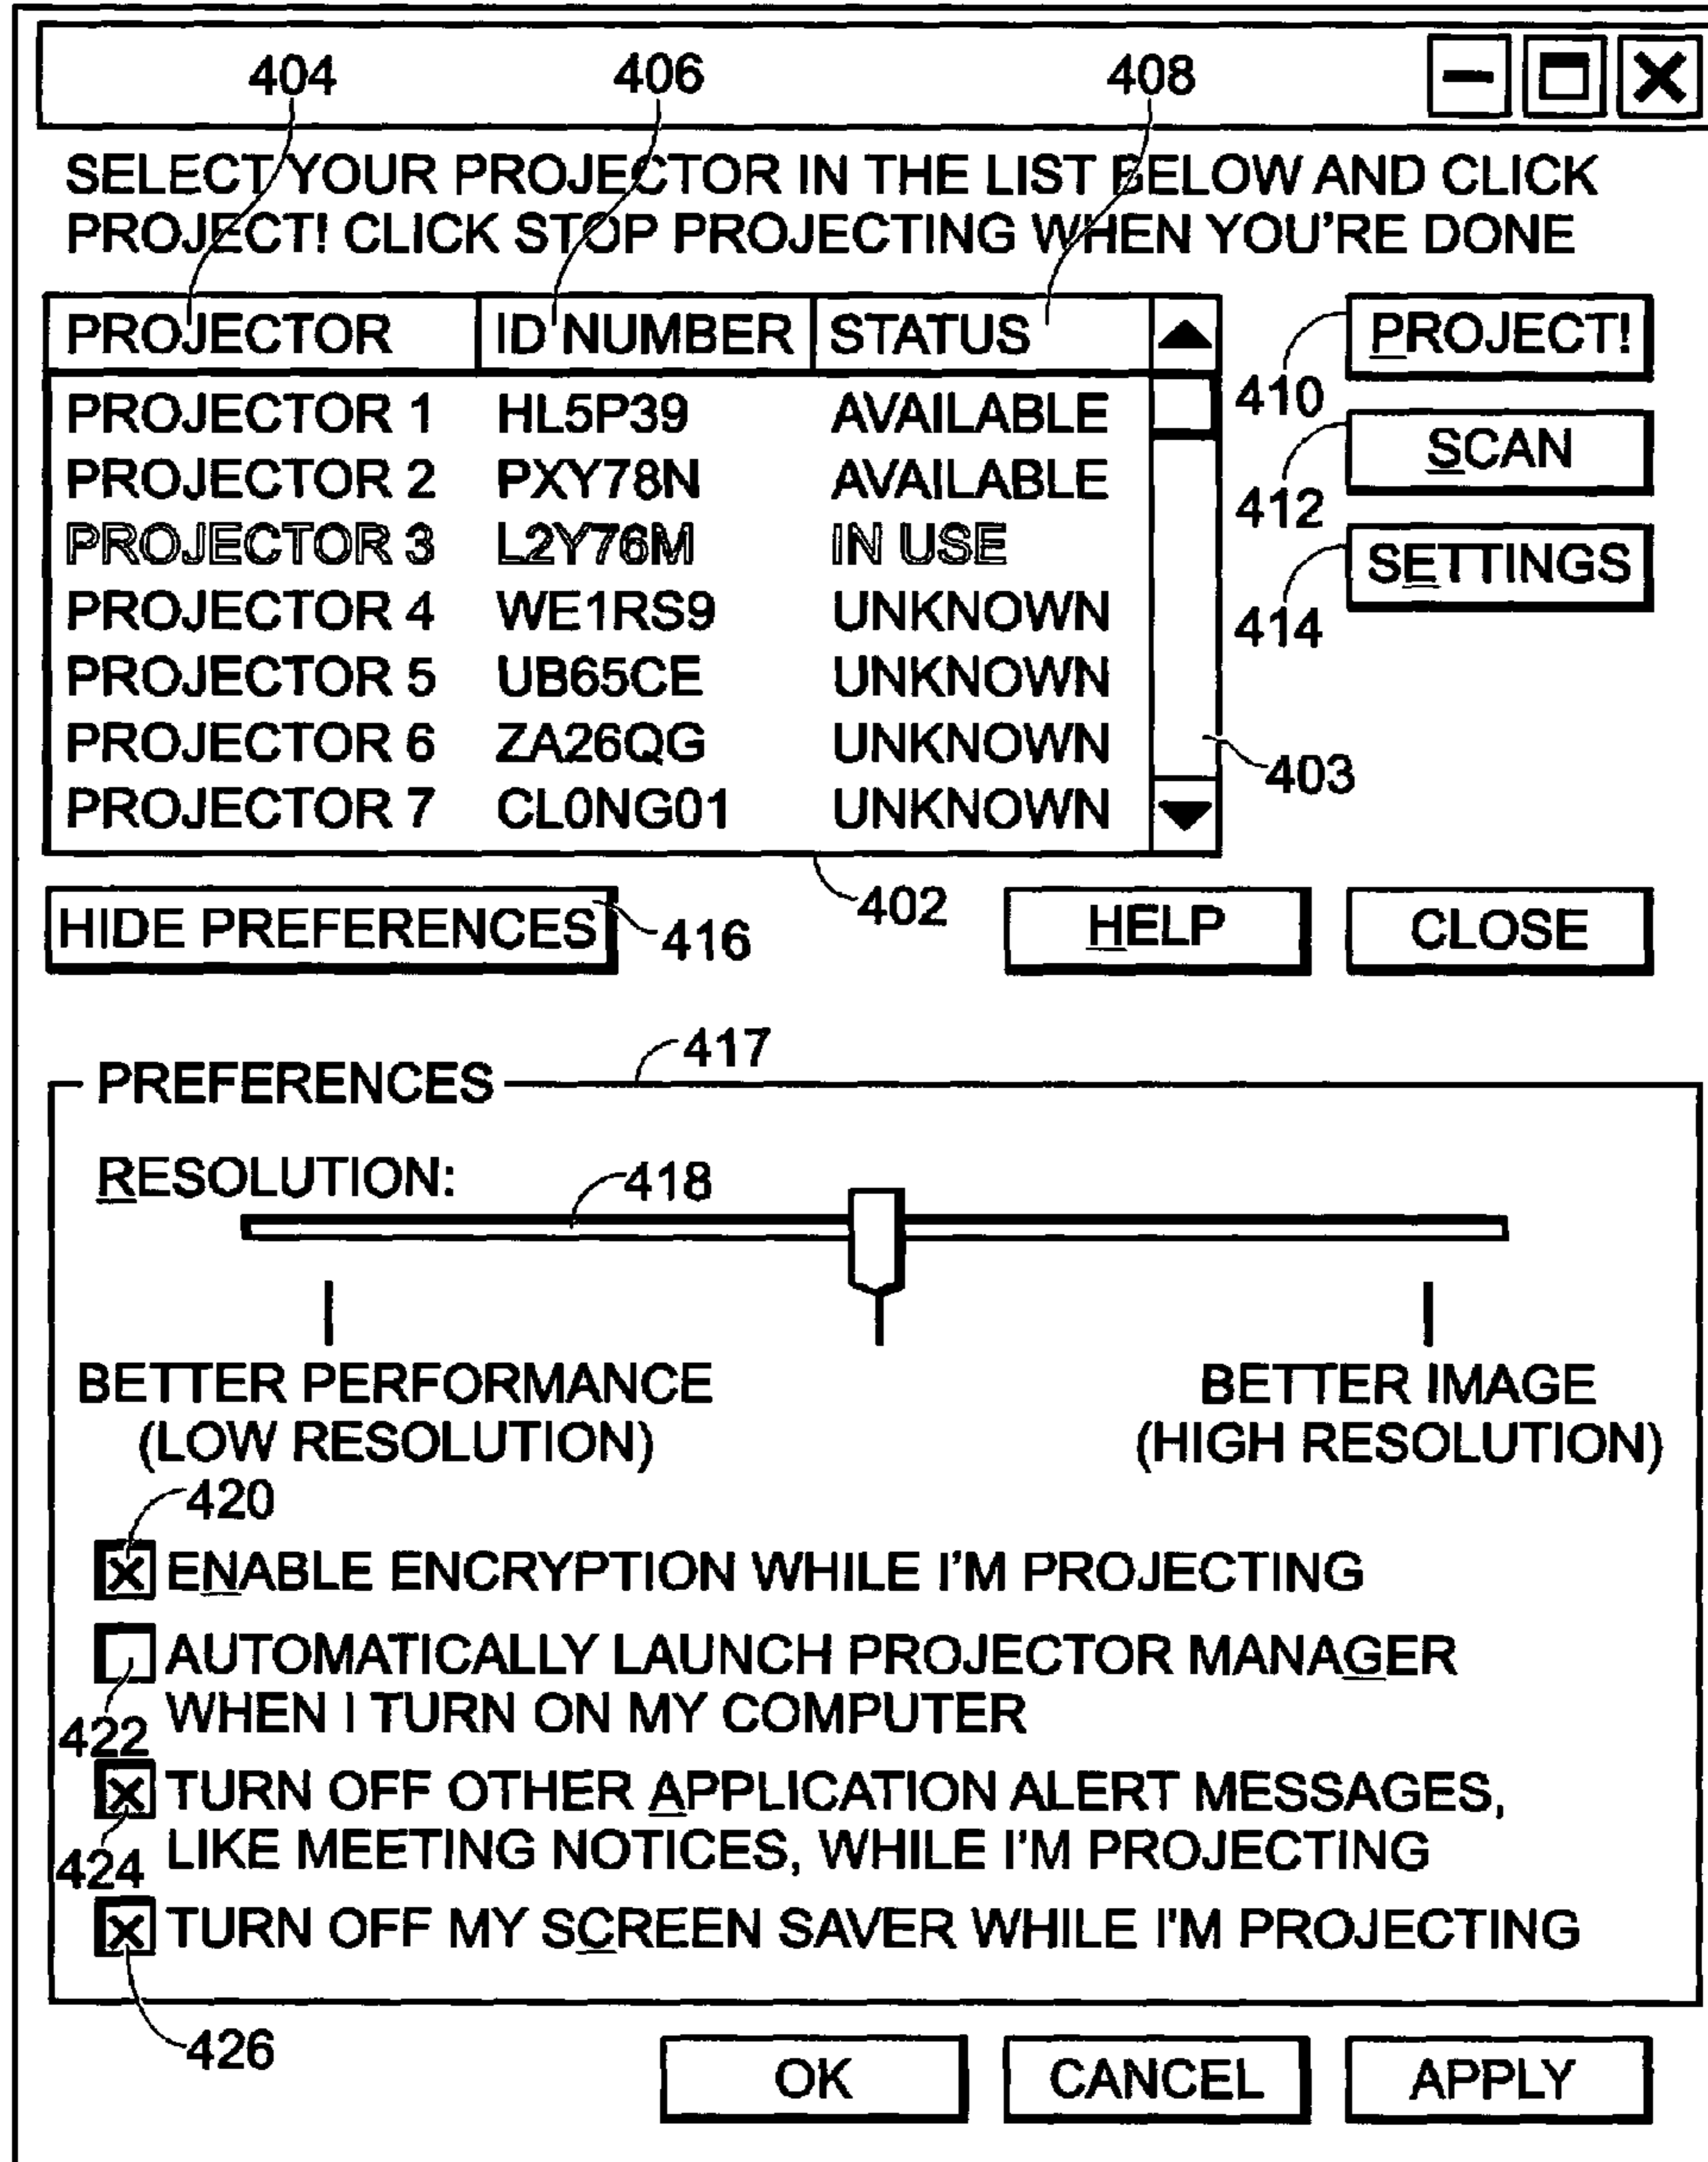 404 406 408
SELECT YOUR PROJECTOR IN THE LIST BELOW AND CLICK
PROJECT! CLICK STOP PROJECTING WHEN YOU'RE DONE
PROJECTOR ID NUMBER STATUS
PROJECTOR 1 HL5P39 AVAILABLE
PROJECTOR 2 PXY78N AVAILABLE
PROJECTOR 3 L2Y76M IN USE
PROJECTOR 4 WE1RS9 UNKNOWN
PROJECTOR 5 UB65CE UNKNOWN
PROJECTOR 6 ZA26QG UNKNOWN
PROJECTOR 7 CL0NG01 UNKNOWN
PROJECT!
410
SCAN
412
SETTINGS
414
403
402
HIDE PREFERENCES 416 HELP CLOSE
417
PREFERENCES
RESOLUTION: 418
BETTER PERFORMANCE
(LOW RESOLUTION)
BETTER IMAGE
(HIGH RESOLUTION)
420
X ENABLE ENCRYPTION WHILE I'M PROJECTING
AUTOMATICALLY LAUNCH PROJECTOR MANAGER
WHEN I TURN ON MY COMPUTER
422
X TURN OFF OTHER APPLICATION ALERT MESSAGES,
LIKE MEETING NOTICES, WHILE I'M PROJECTING
424
X TURN OFF MY SCREEN SAVER WHILE I'M PROJECTING
426
OK CANCEL APPLY